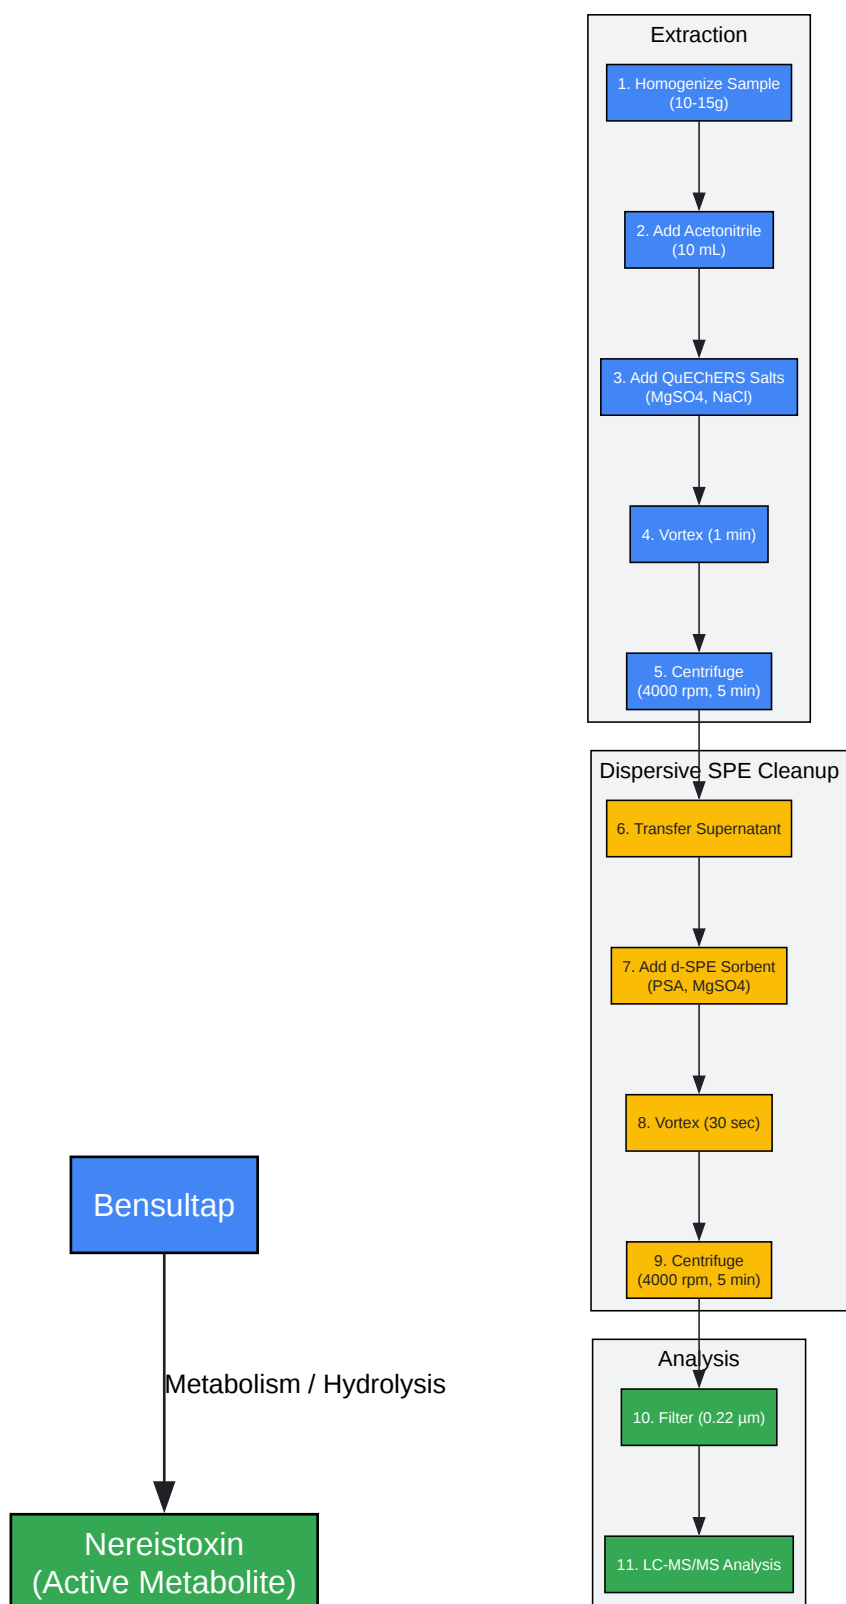 Extraction
1. Homogenize Sample
(10-15g)
2. Add Acetonitrile
(10 mL)
3. Add QuEChERS Salts
(MgSO4, NaCl)
4. Vortex (1 min)
5. Centrifuge
(4000 rpm, 5 min)
Dispersive SPE Cleanup
6. Transfer Supernatant
7. Add d-SPE Sorbent
(PSA, MgSO4)
8. Vortex (30 sec)
9. Centrifuge
(4000 rpm, 5 min)
Analysis
10. Filter (0.22 µm)
11. LC-MS/MS Analysis
Bensultap
Metabolism / Hydrolysis
Nereistoxin
(Active Metabolite)